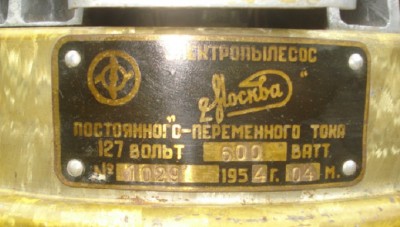 ЭЛЕКТРОПЫЛЕСОС
"Москва"
ПОСТОЯННОГО-ПЕРЕМЕННОГО ТОКА
127 ВОЛЬТ 600 ВАТТ.
№ 1029 1954 Г. 04 М.